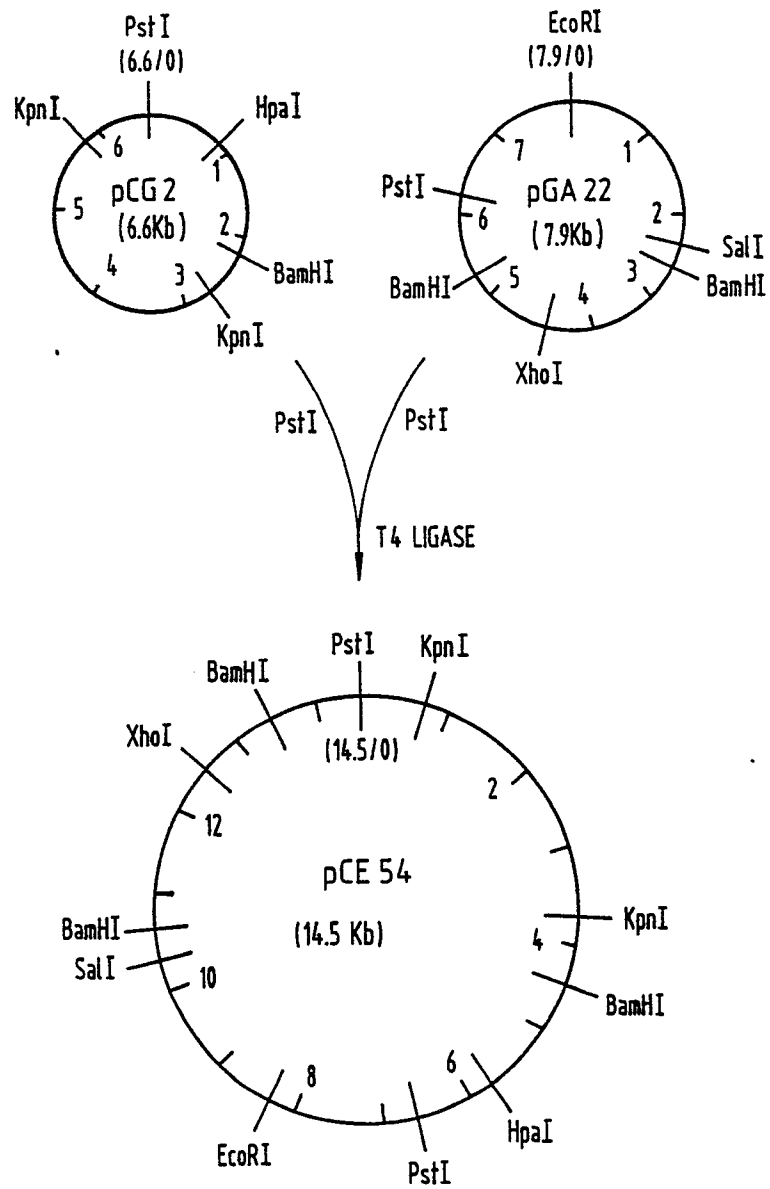 PstI
(6.6/0)
KpnI
HpaI
6
1
5
pCG 2
(6.6Kb)
2
4
3
BamHI
KpnI
EcoRI
(7.9/0)
7
1
PstI
pGA 22
6
(7.9Kb)
2
SalI
BamHI
5
3
BamHI
4
XhoI
PstI
PstI
T4 LIGASE
PstI
KpnI
BamHI
XhoI
(14.5/0)
2
12
pCE 54
(14.5 Kb)
BamHI
KpnI
4
SalI
10
BamHI
6
8
HpaI
EcoRI
PstI